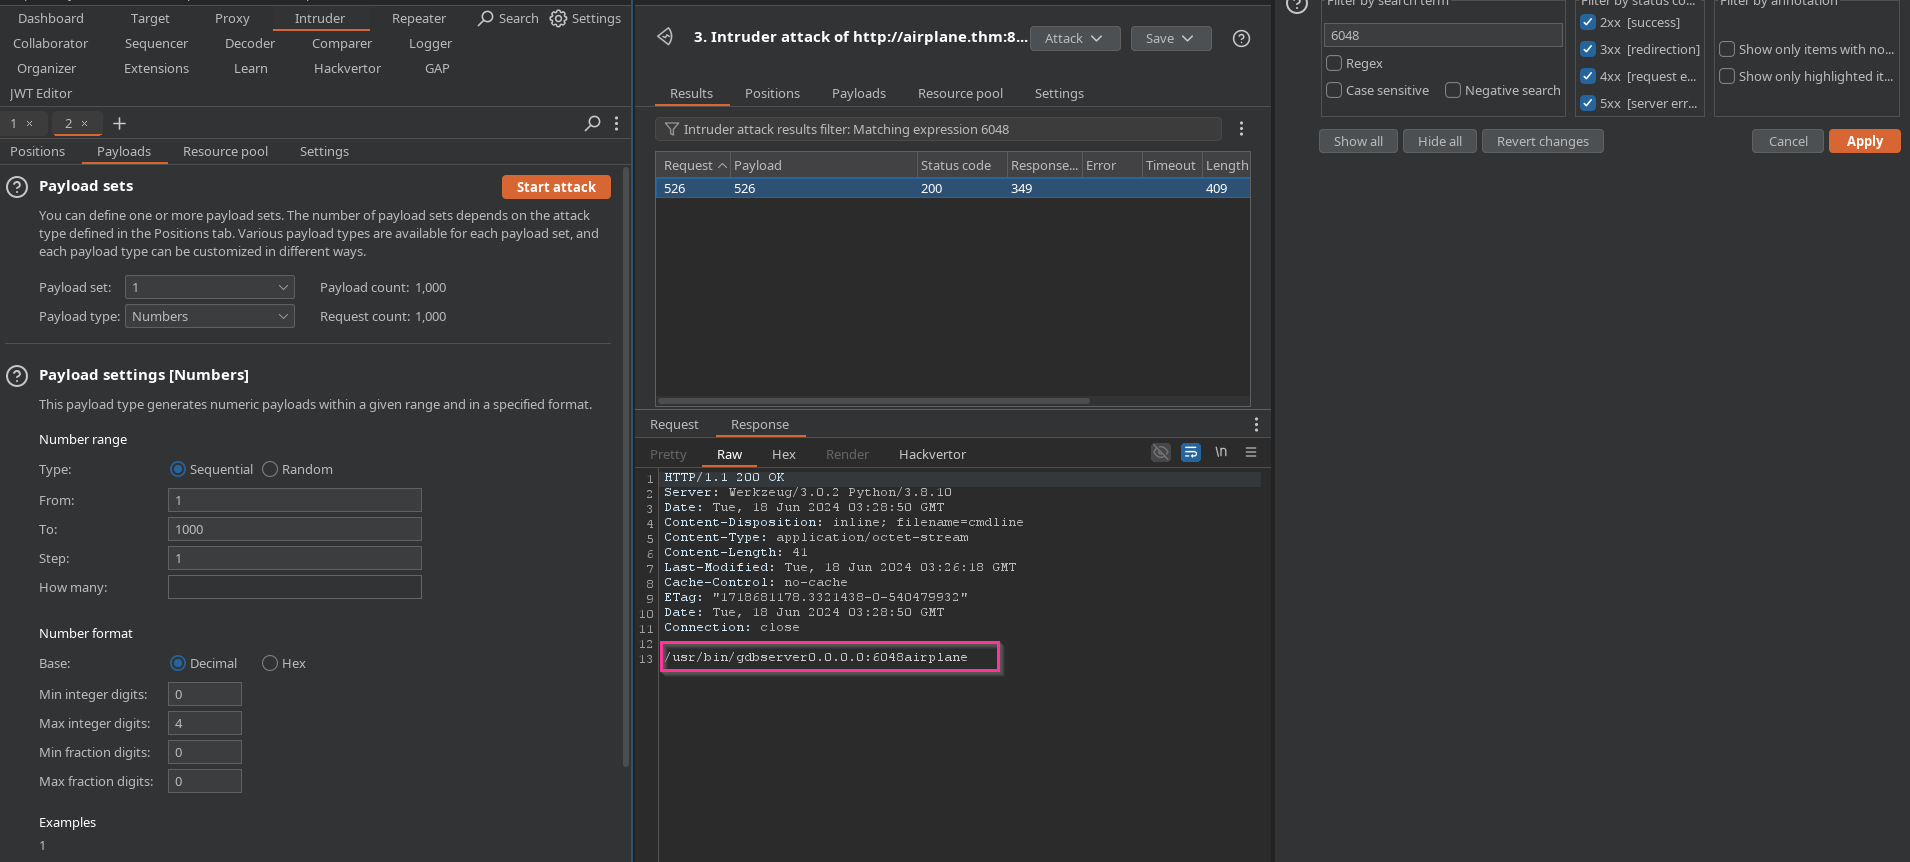 Dashboard Target Proxy Intruder Repeater Search Settings
Collaborator Sequencer Decoder Comparer Logger
Organizer Extensions Learn Hackvertor GAP
JWT Editor
1 × 2 × +
Positions Payloads Resource pool Settings
? Payload sets Start attack
You can define one or more payload sets. The number of payload sets depends on the attack
type defined in the Positions tab. Various payload types are available for each payload set, and
each payload type can be customized in different ways.
Payload set: 1 Payload count: 1,000
Payload type: Numbers Request count: 1,000
? Payload settings [Numbers]
This payload type generates numeric payloads within a given range and in a specified format.
Number range
Type: Sequential Random
From: 1
To: 1000
Step: 1
How many:
Number format
Base: Decimal Hex
Min integer digits: 0
Max integer digits: 4
Min fraction digits: 0
Max fraction digits: 0
Examples
1
3. Intruder attack of http://airplane.thm:8... Attack Save ?
Results Positions Payloads Resource pool Settings
Intruder attack results filter: Matching expression 6048
Request Payload Status code Response... Error Timeout Length
526 526 200 349 409
Request Response
Pretty Raw Hex Render Hackvertor \n
1 HTTP/1.1 200 OK
2 Server: Werkzeug/3.0.2 Python/3.8.10
3 Date: Tue, 18 Jun 2024 03:28:50 GMT
4 Content-Disposition: inline; filename=cmdline
5 Content-Type: application/octet-stream
6 Content-Length: 41
7 Last-Modified: Tue, 18 Jun 2024 03:26:18 GMT
8 Cache-Control: no-cache
9 ETag: "1718681178.3321438-0-540479932"
10 Date: Tue, 18 Jun 2024 03:28:50 GMT
11 Connection: close
12
13 /usr/bin/gdbserver0.0.0.0:6048airplane
? Filter by search term Filter by status co... Filter by annotation
6048
Regex
Case sensitive Negative search
2xx [success]
3xx [redirection]
4xx [request e...
5xx [server err...
Show only items with no...
Show only highlighted it...
Show all Hide all Revert changes Cancel Apply